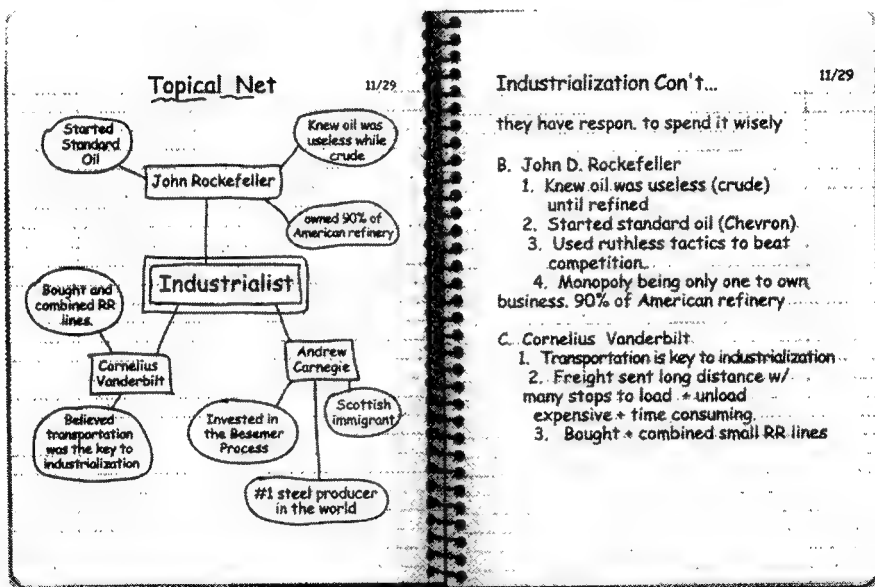 Topical Net
11/29
Started
Standard
Oil
Knew oil was
useless while
crude
John Rockefeller
owned 90% of
American refinery
Industrialist
Bought and
combined RR
lines.
Cornelius
Vanderbilt
Andrew
Carnegie
Believed
transportation
was the key to
industrialization
Invested in
the Bessemer
Process
Scottish
immigrant
#1 steel producer
in the world
Industrialization Con't...
11/29
they have respon. to spend it wisely
B. John D. Rockefeller
1. Knew oil was useless (crude)
until refined
2. Started standard oil (Chevron)
3. Used ruthless tactics to beat
competition.
4. Monopoly being only one to own
business. 90% of American refinery
C. Cornelius Vanderbilt
1. Transportation is key to industrialization
2. Freight sent long distance w/
many stops to load + unload
expensive + time consuming.
3. Bought + combined small RR lines